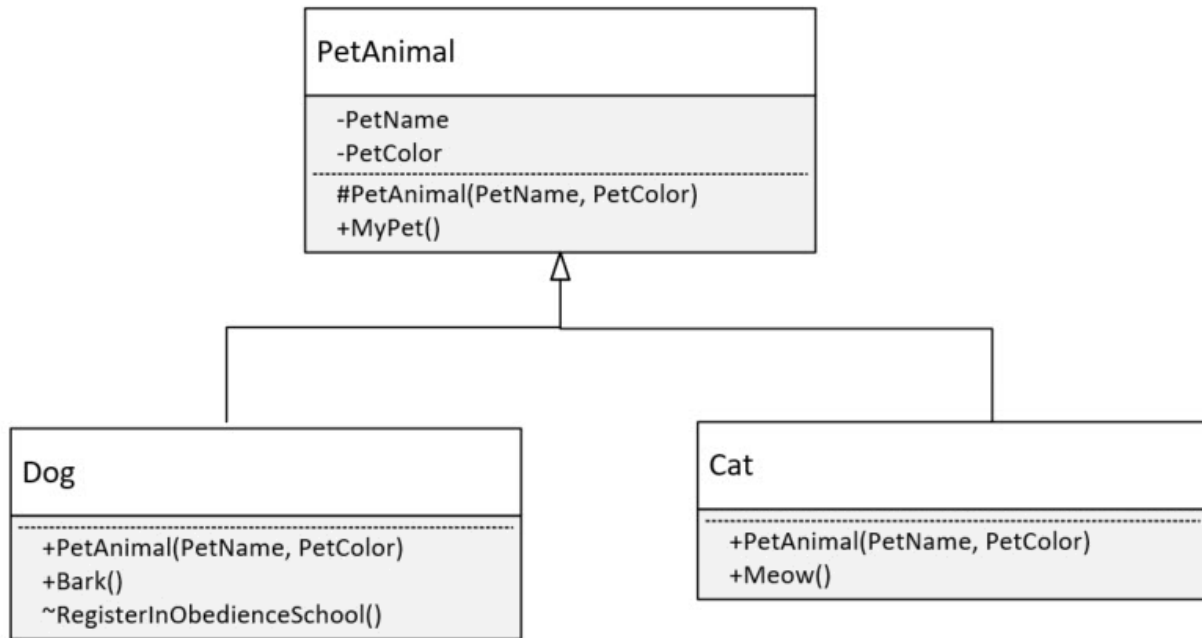 PetAnimal
-PetName
-PetColor
#PetAnimal(PetName, PetColor)
+MyPet()
Dog
+PetAnimal(PetName, PetColor)
+Bark()
~RegisterInObedienceSchool()
Cat
+PetAnimal(PetName, PetColor)
+Meow()